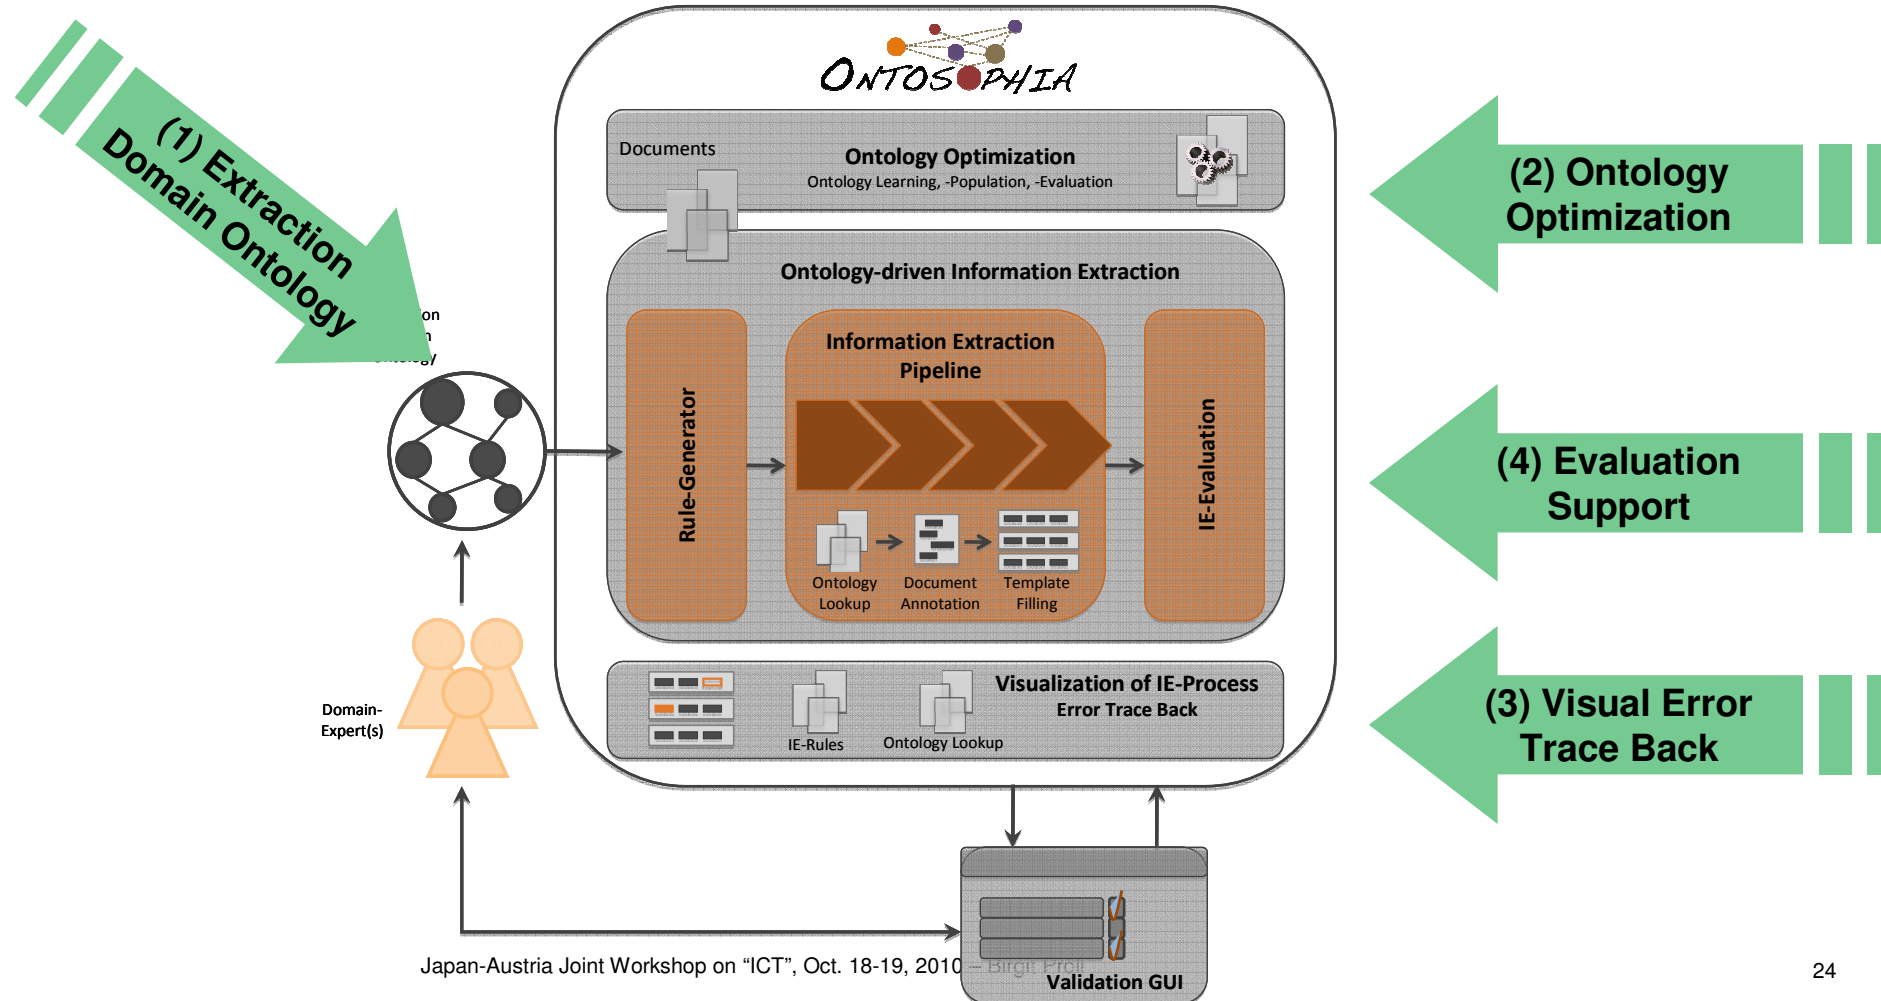 ONTOSOPHIA
(1) Extraction
Domain Ontology
Documents
Ontology Optimization
Ontology Learning, -Population, -Evaluation
(2) Ontology
Optimization
Ontology-driven Information Extraction
Rule-Generator
Information Extraction
Pipeline
Ontology
Lookup
Document
Annotation
Template
Filling
IE-Evaluation
(4) Evaluation
Support
Domain-
Expert(s)
IE-Rules
Ontology Lookup
Visualization of IE-Process
Error Trace Back
(3) Visual Error
Trace Back
Validation GUI
Japan-Austria Joint Workshop on “ICT”, Oct. 18-19, 2010 – Birgit Pröll
24